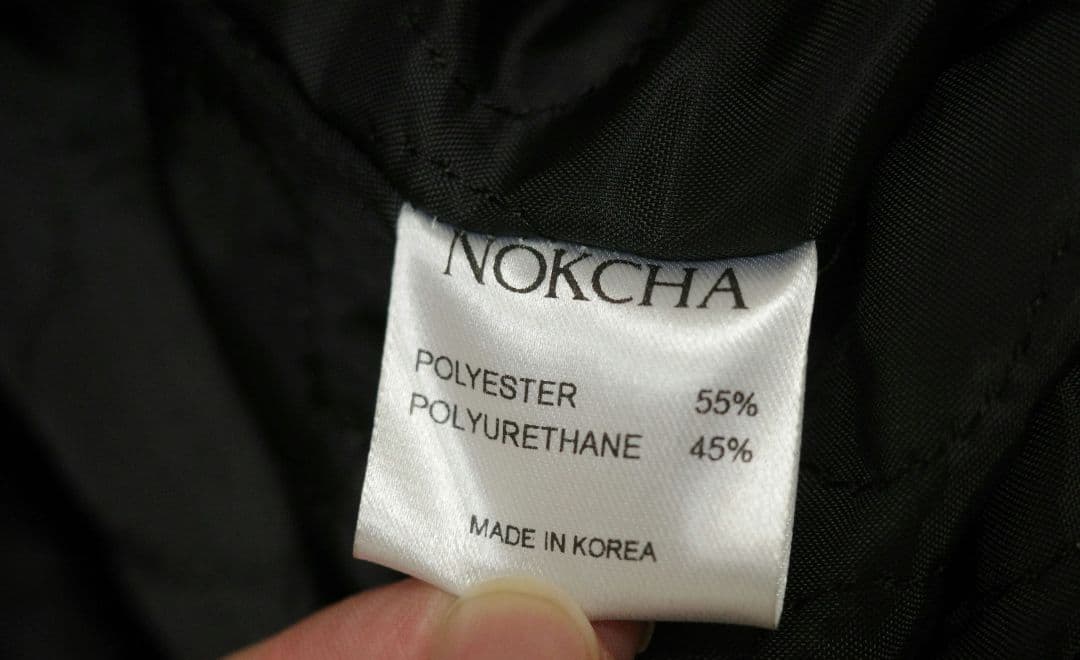 NOKCHA
POLYESTER 55%
POLYURETHANE 45%
MADE IN KOREA